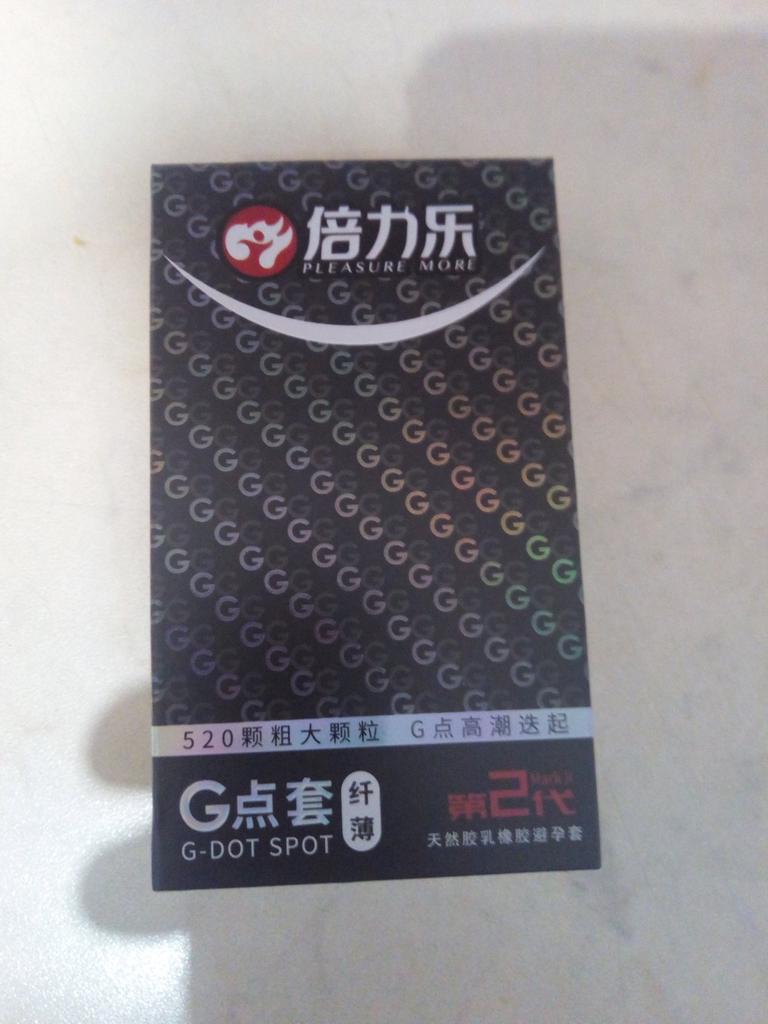 倍力乐
PLEASURE MORE
520颗粗大颗粒 G点高潮迭起
G点套 纤薄
G-DOT SPOT
Mark II
第2代
天然胶乳橡胶避孕套